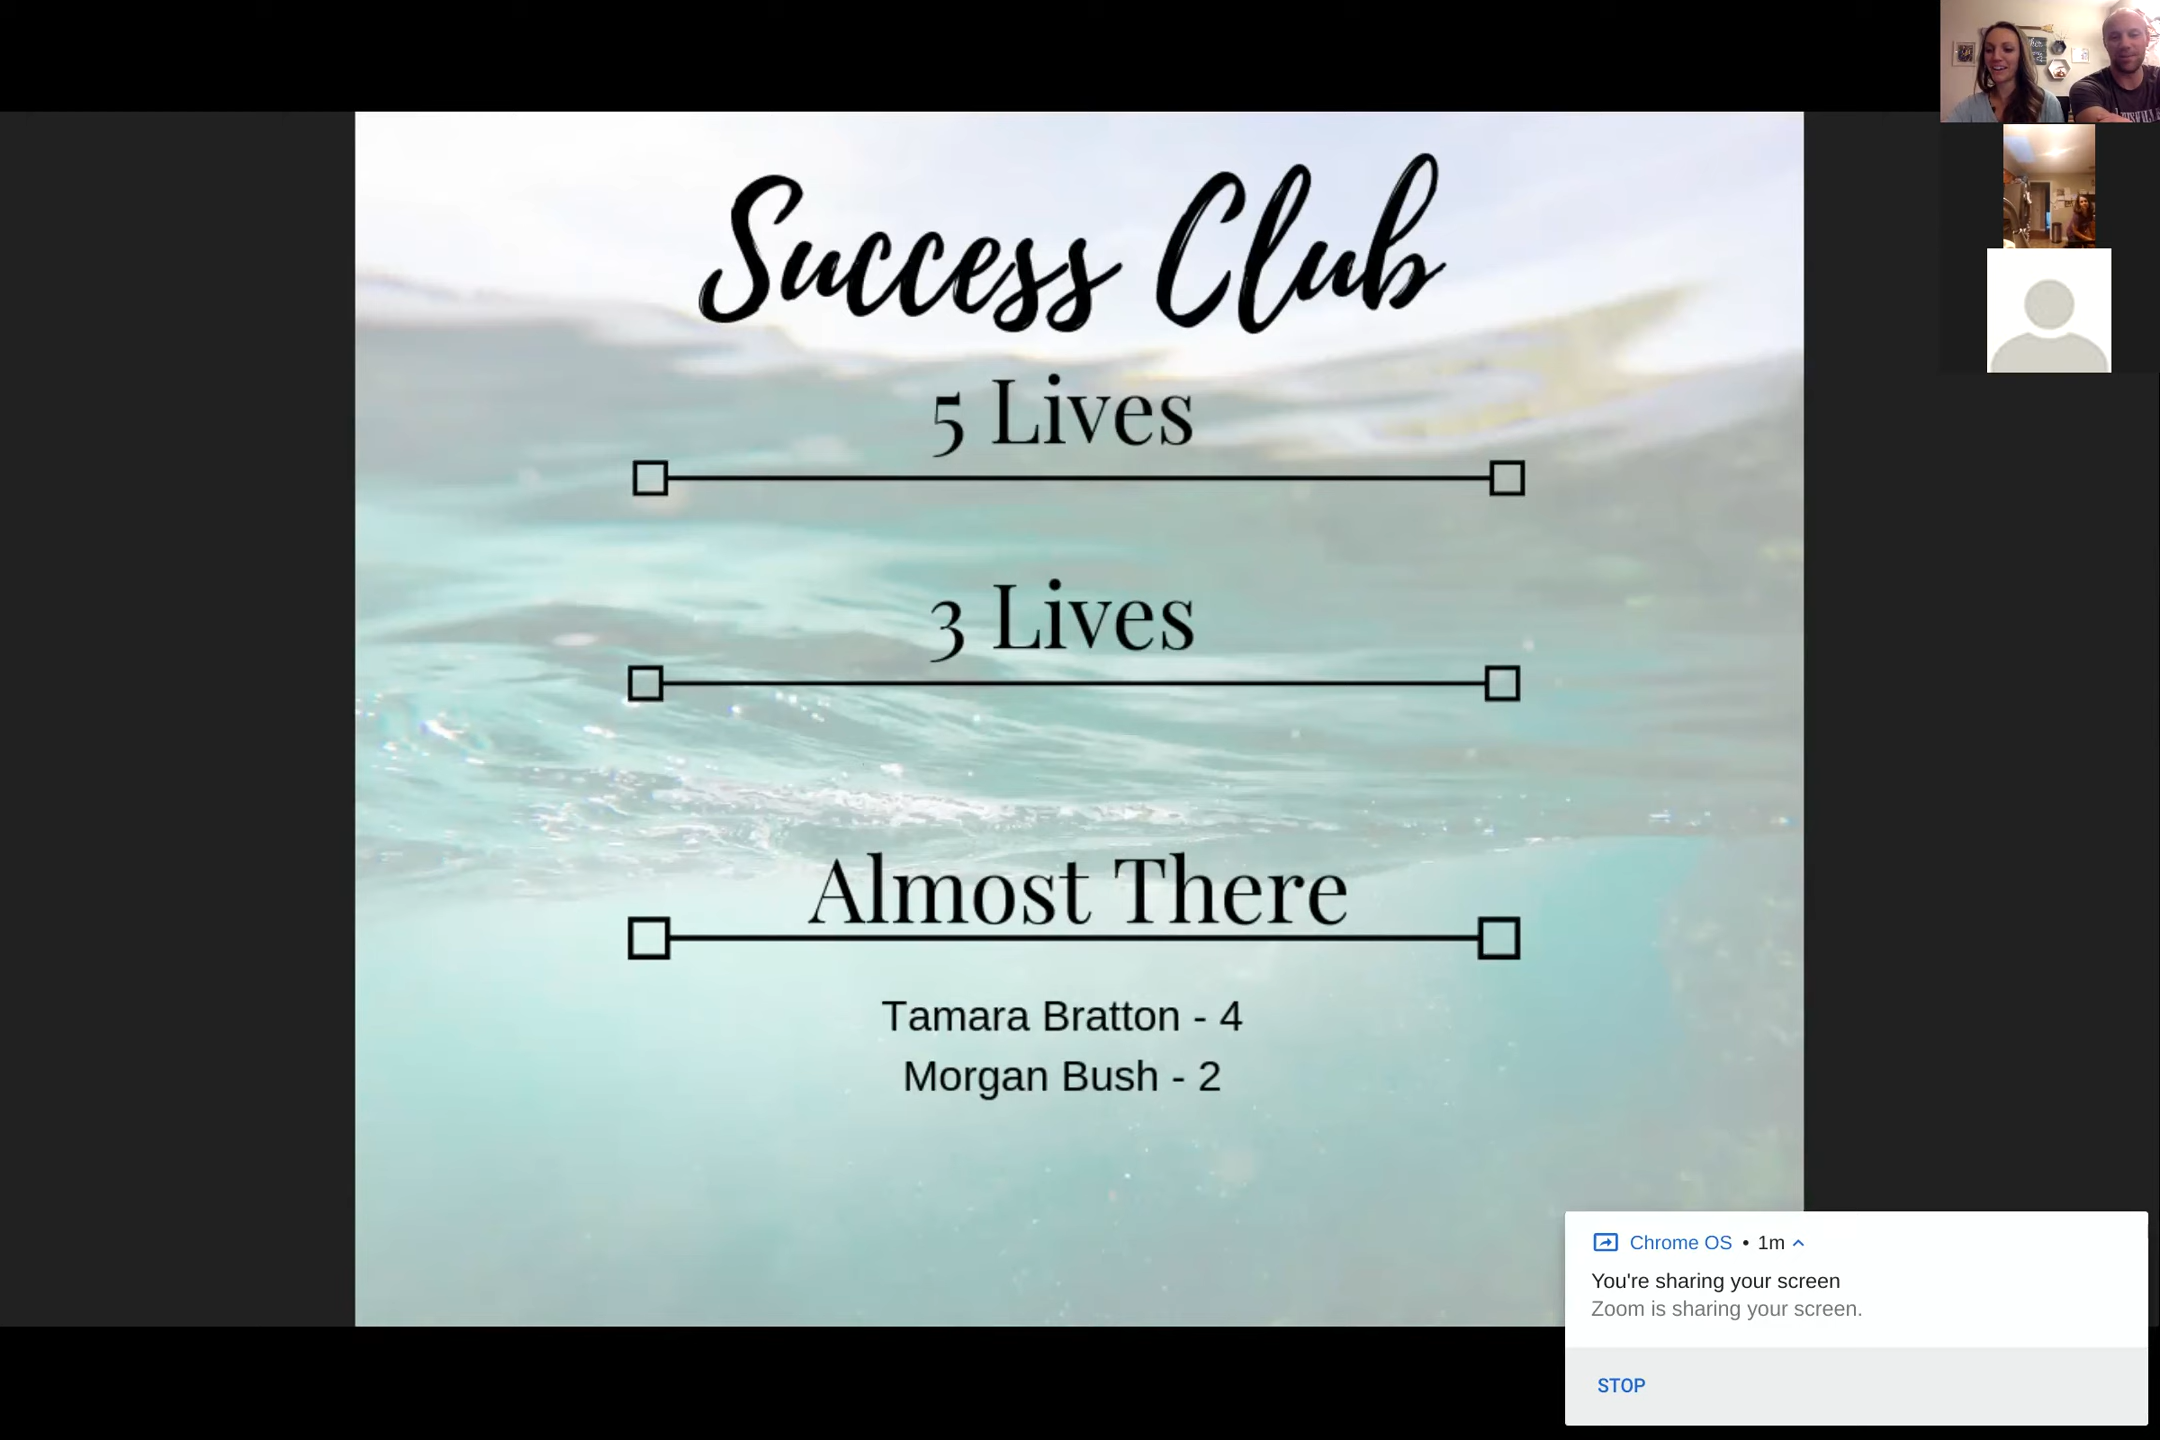 Success Club
5 Lives
3 Lives
Almost There
Tamara Bratton - 4
Morgan Bush - 2
Chrome OS • 1m
You're sharing your screen
Zoom is sharing your screen.
STOP